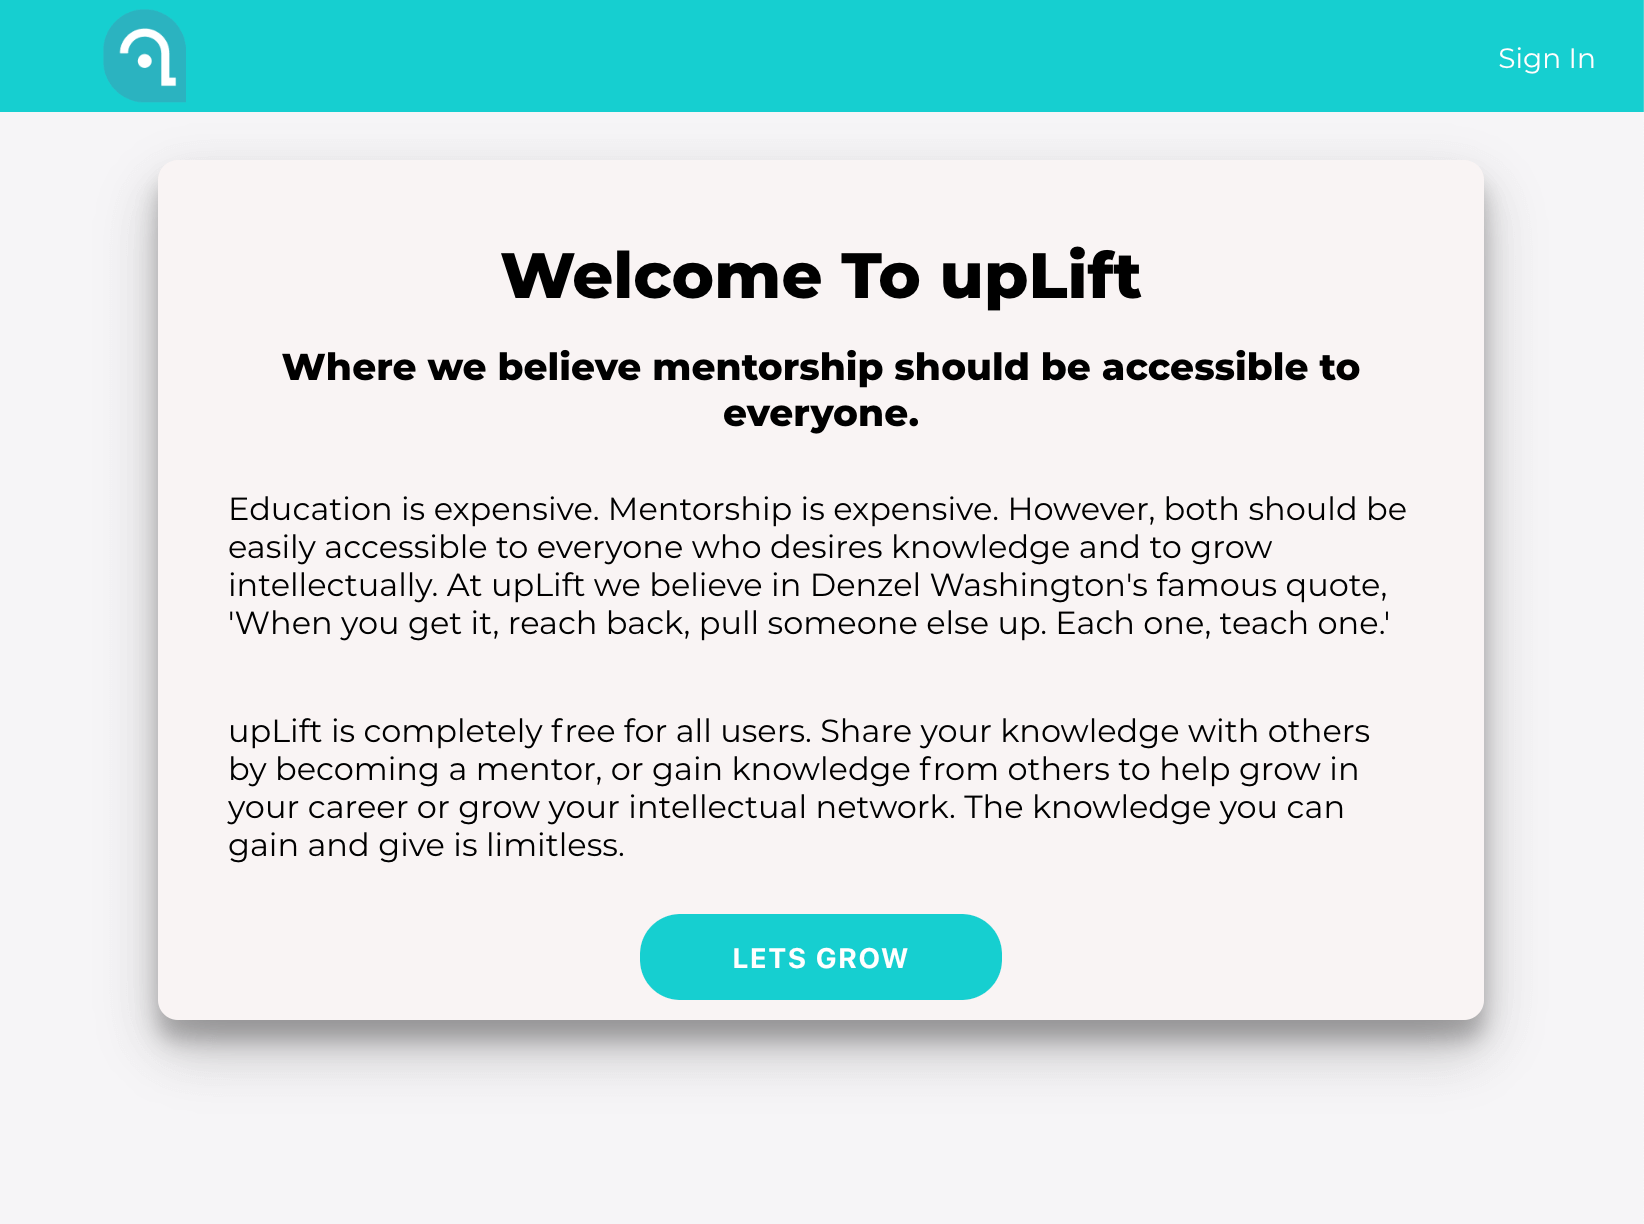 Sign In
Welcome To upLift
Where we believe mentorship should be accessible to
everyone.
Education is expensive. Mentorship is expensive. However, both should be
easily accessible to everyone who desires knowledge and to grow
intellectually. At upLift we believe in Denzel Washington's famous quote,
'When you get it, reach back, pull someone else up. Each one, teach one.'
upLift is completely free for all users. Share your knowledge with others
by becoming a mentor, or gain knowledge from others to help grow in
your career or grow your intellectual network. The knowledge you can
gain and give is limitless.
LETS GROW